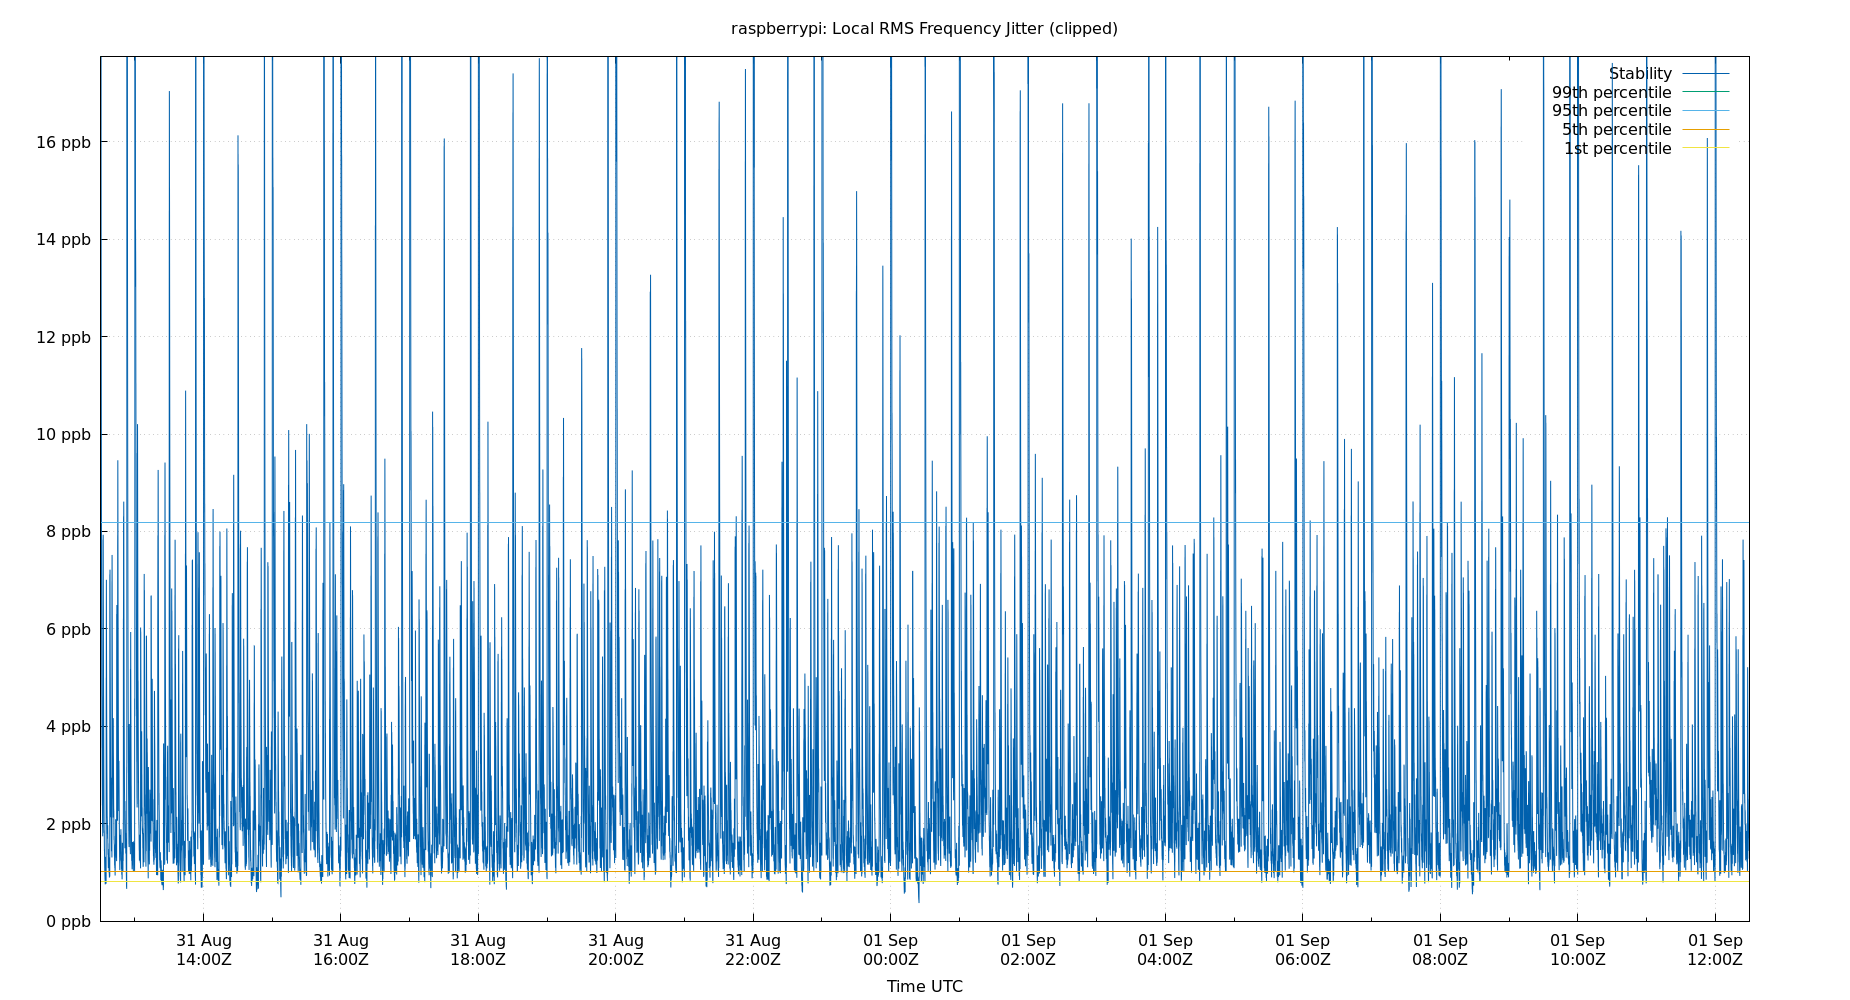 raspberrypi: Local RMS Frequency Jitter (clipped)
Stability
99th percentile
95th percentile
5th percentile
1st percentile
16 ppb
14 ppb
12 ppb
10 ppb
8 ppb
6 ppb
4 ppb
2 ppb
0 ppb
31 Aug 31 Aug 31 Aug 31 Aug 31 Aug 01 Sep 01 Sep 01 Sep 01 Sep 01 Sep 01 Sep 01 Sep
14:00Z 16:00Z 18:00Z 20:00Z 22:00Z 00:00Z 02:00Z 04:00Z 06:00Z 08:00Z 10:00Z 12:00Z
Time UTC